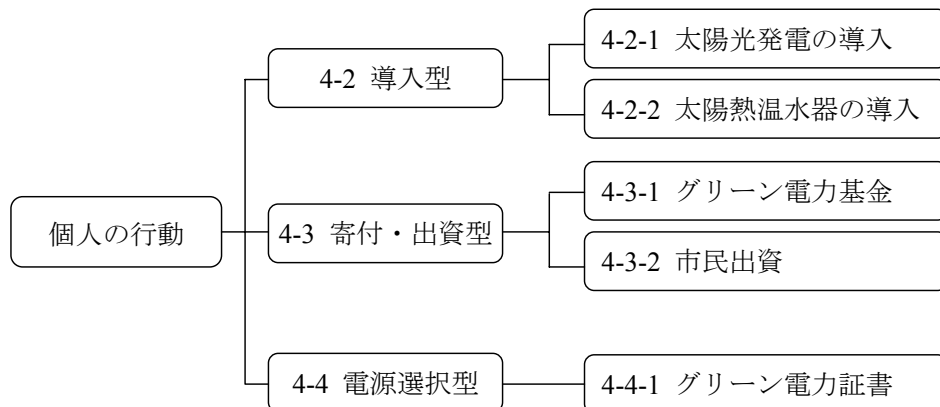 個人の行動
4-2 導入型
4-2-1 太陽光発電の導入
4-2-2 太陽熱温水器の導入
4-3 寄付・出資型
4-3-1 グリーン電力基金
4-3-2 市民出資
4-4 電源選択型
4-4-1 グリーン電力証書